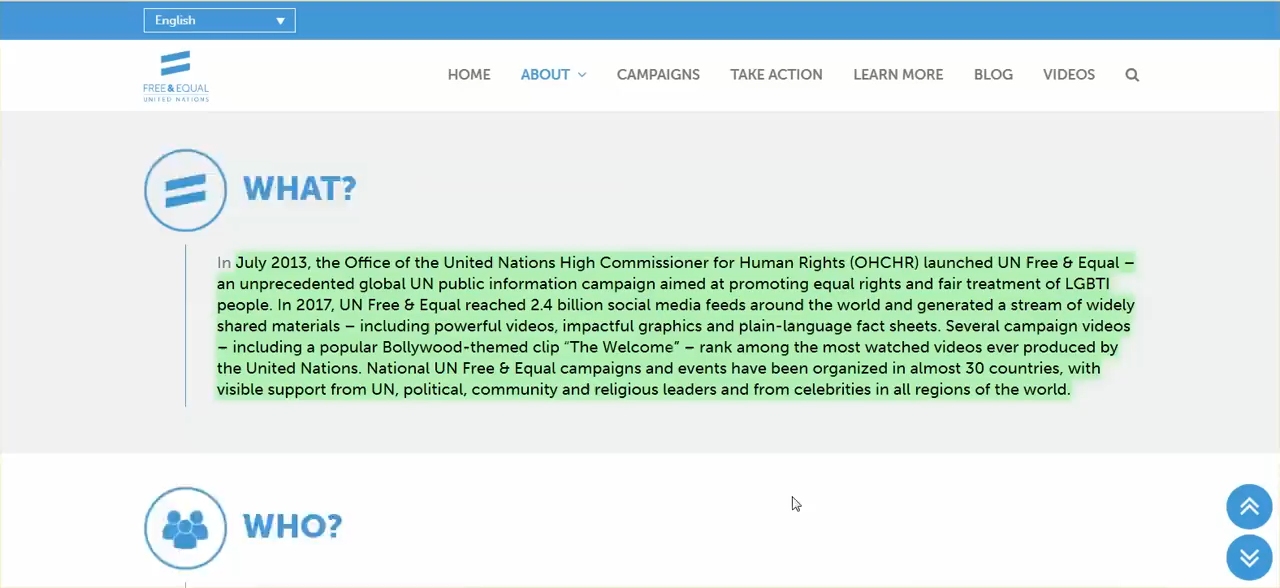 English
FREE&EQUAL
UNITED NATIONS
HOME ABOUT CAMPAIGNS TAKE ACTION LEARN MORE BLOG VIDEOS
WHAT?
In July 2013, the Office of the United Nations High Commissioner for Human Rights (OHCHR) launched UN Free & Equal –
an unprecedented global UN public information campaign aimed at promoting equal rights and fair treatment of LGBTI
people. In 2017, UN Free & Equal reached 2.4 billion social media feeds around the world and generated a stream of widely
shared materials – including powerful videos, impactful graphics and plain-language fact sheets. Several campaign videos
– including a popular Bollywood-themed clip “The Welcome” – rank among the most watched videos ever produced by
the United Nations. National UN Free & Equal campaigns and events have been organized in almost 30 countries, with
visible support from UN, political, community and religious leaders and from celebrities in all regions of the world.
WHO?